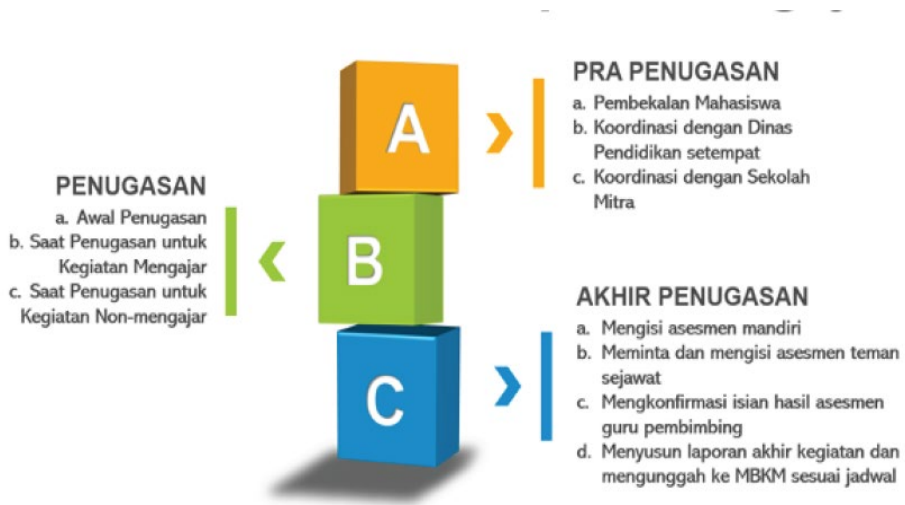 A
PRA PENUGASAN
a. Pembekalan Mahasiswa
b. Koordinasi dengan Dinas
Pendidikan setempat
c. Koordinasi dengan Sekolah
Mitra
PENUGASAN
a. Awal Penugasan
b. Saat Penugasan untuk
Kegiatan Mengajar
c. Saat Penugasan untuk
Kegiatan Non-mengajar
B
C
AKHIR PENUGASAN
a. Mengisi asesmen mandiri
b. Meminta dan mengisi asesmen teman
sejawat
c. Mengkonfirmasi isian hasil asesmen
guru pembimbing
d. Menyusun laporan akhir kegiatan dan
mengunggah ke MBKM sesuai jadwal